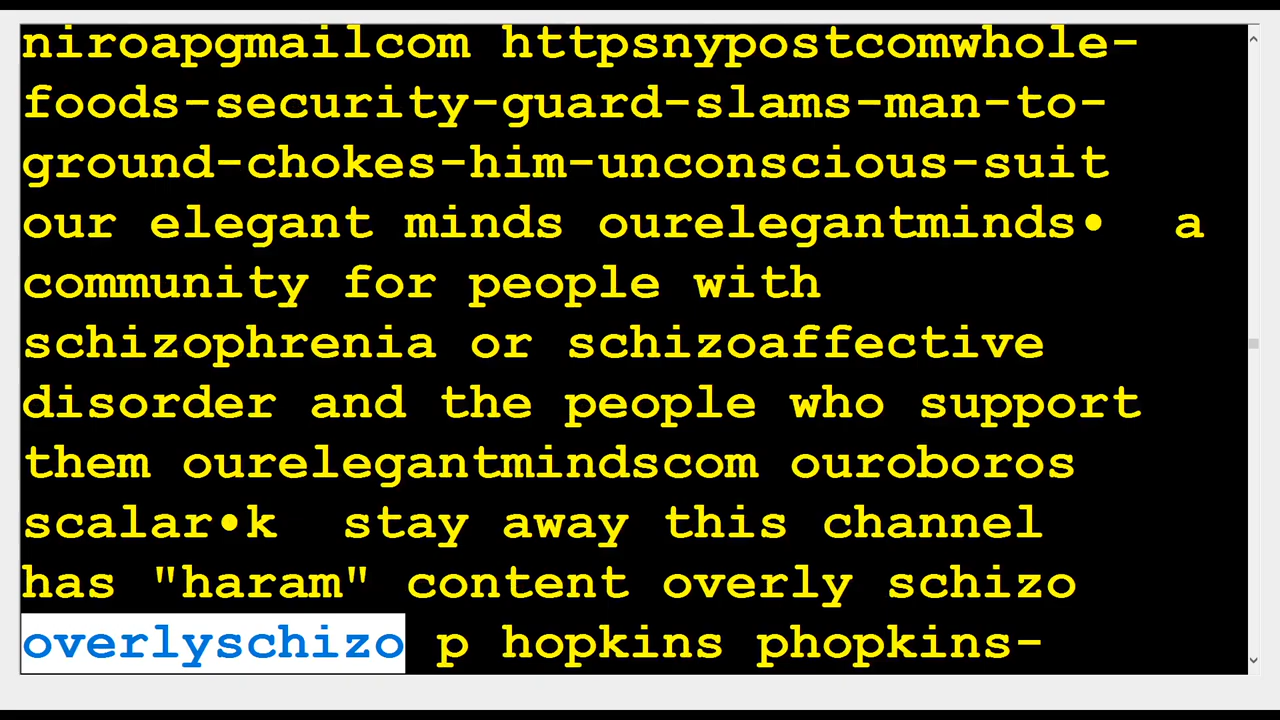 niroapgmailcom httpsnypostcomwhole-
foods-security-guard-slams-man-to-
ground-chokes-him-unconscious-suit
our elegant minds ourelegantminds•  a
community for people with
schizophrenia or schizoaffective
disorder and the people who support
them ourelegantmindscom ouroboros
scalar•k  stay away this channel
has "haram" content overly schizo
overlyschizo p hopkins phopkins-